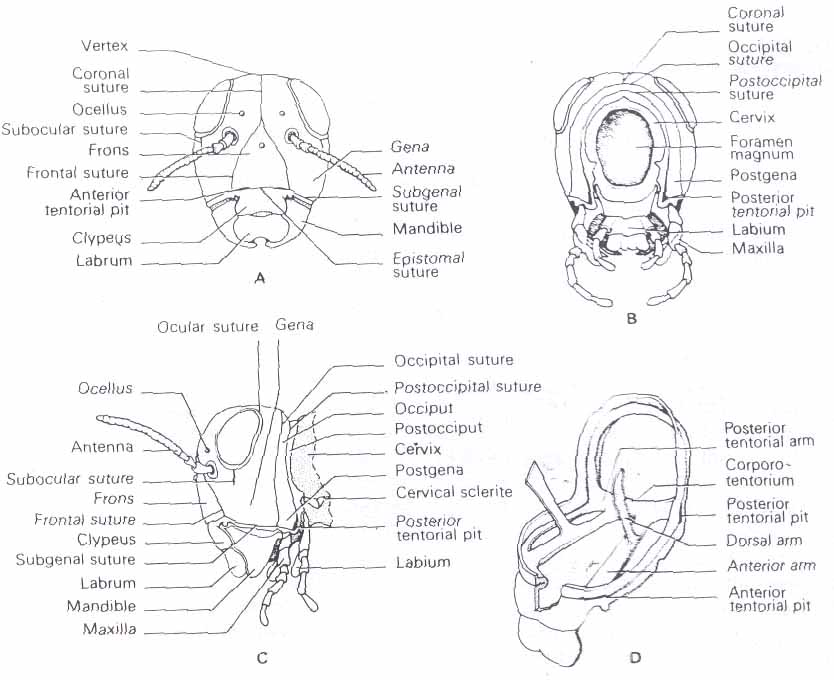 Vertex
Coronal
suture
Ocellus
Subocular suture
Frons
Frontal suture
Anterior
tentorial pit
Clypeus
Labrum
Gena
Antenna
Subgenal
suture
Mandible
Epistomal
suture
A
Coronal
suture
Occipital
suture
Postoccipital
suture
Cervix
Foramen
magnum
Postgena
Posterior
tentorial pit
Labium
Maxilla
B
Ocular suture
Gena
Ocellus
Antenna
Subocular suture
Frons
Frontal suture
Clypeus
Subgenal suture
Labrum
Mandible
Maxilla
Occipital suture
Postoccipital suture
Occiput
Postocciput
Cervix
Postgena
Cervical sclerite
Posterior
tentorial pit
Labium
C
Posterior
tentorial arm
Corporo-
tentorium
Posterior
tentorial pit
Dorsal arm
Anterior arm
Anterior
tentorial pit
D